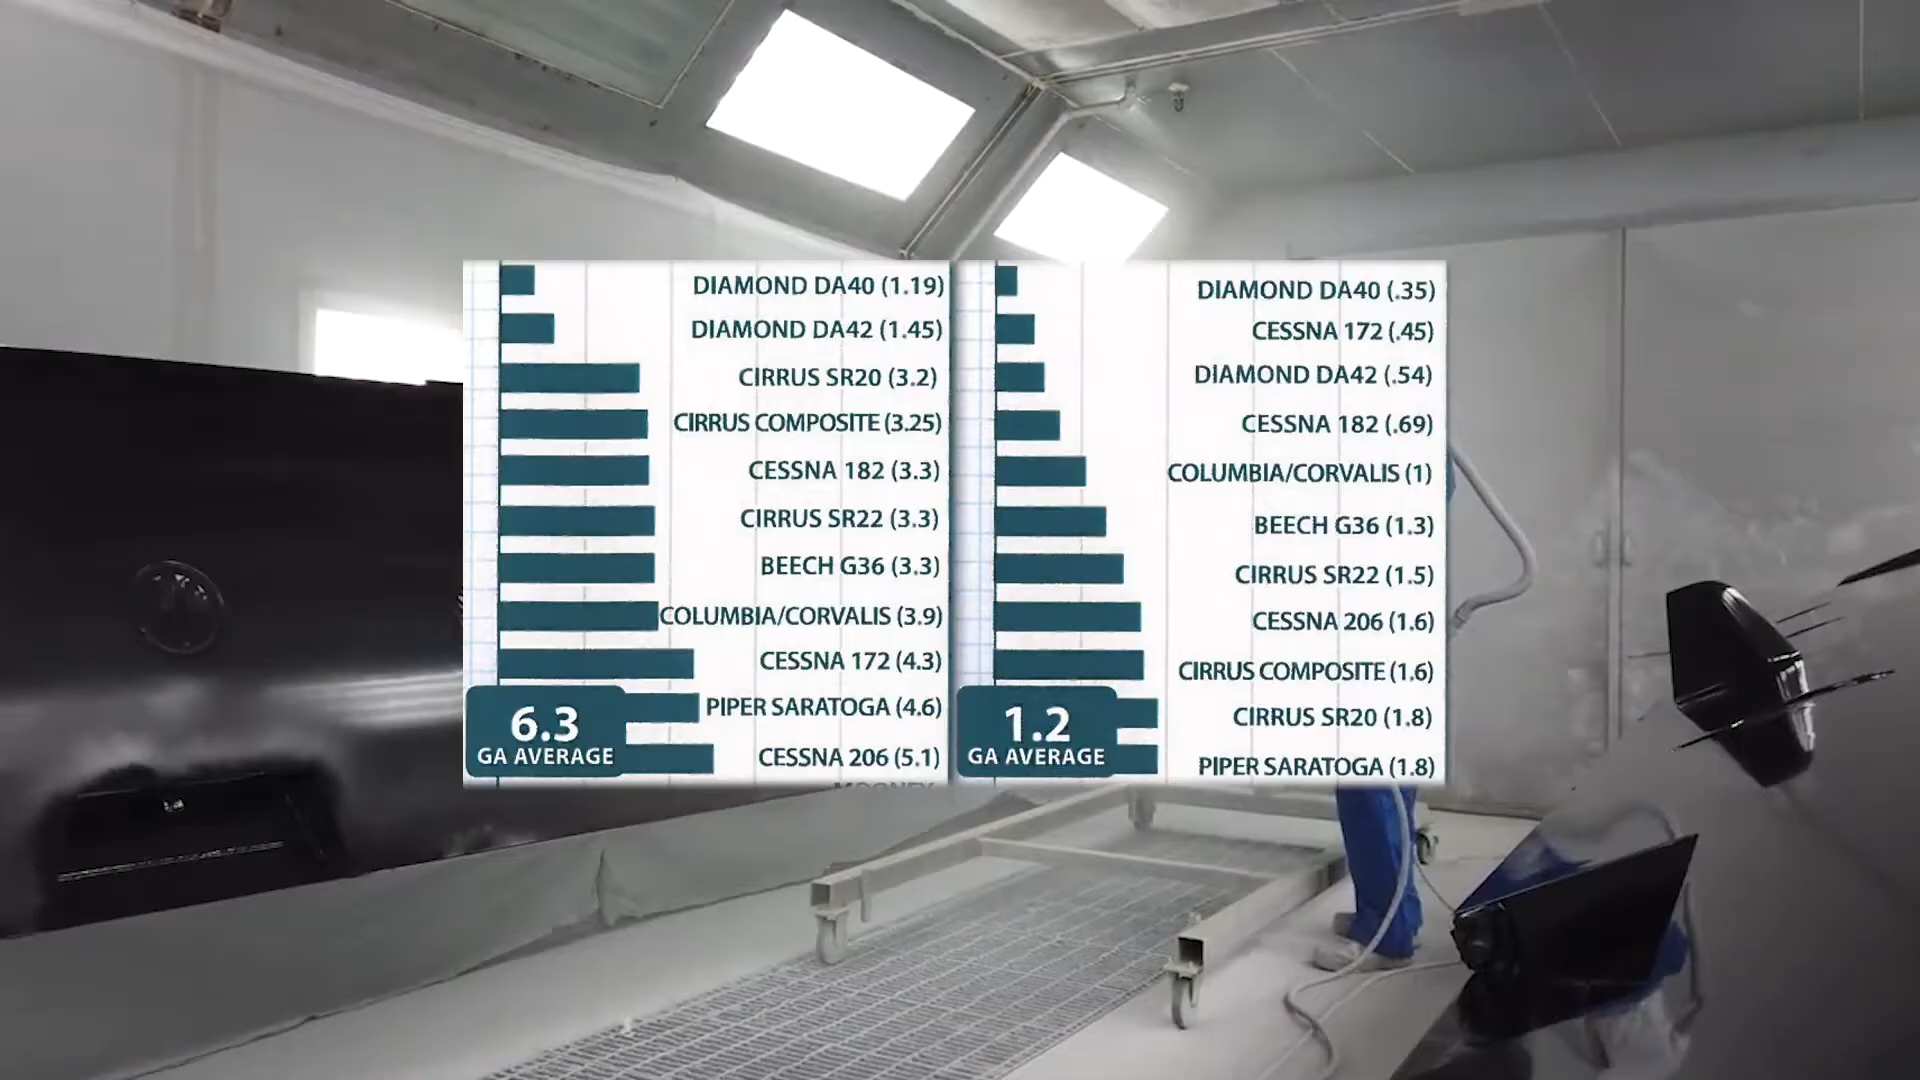 DIAMOND DA40 (1.19)
DIAMOND DA42 (1.45)
CIRRUS SR20 (3.2)
CIRRUS COMPOSITE (3.25)
CESSNA 182 (3.3)
CIRRUS SR22 (3.3)
BEECH G36 (3.3)
COLUMBIA/CORVALIS (3.9)
CESSNA 172 (4.3)
PIPER SARATOGA (4.6)
CESSNA 206 (5.1)
6.3
GA AVERAGE
DIAMOND DA40 (.35)
CESSNA 172 (.45)
DIAMOND DA42 (.54)
CESSNA 182 (.69)
COLUMBIA/CORVALIS (1)
BEECH G36 (1.3)
CIRRUS SR22 (1.5)
CESSNA 206 (1.6)
CIRRUS COMPOSITE (1.6)
CIRRUS SR20 (1.8)
PIPER SARATOGA (1.8)
1.2
GA AVERAGE